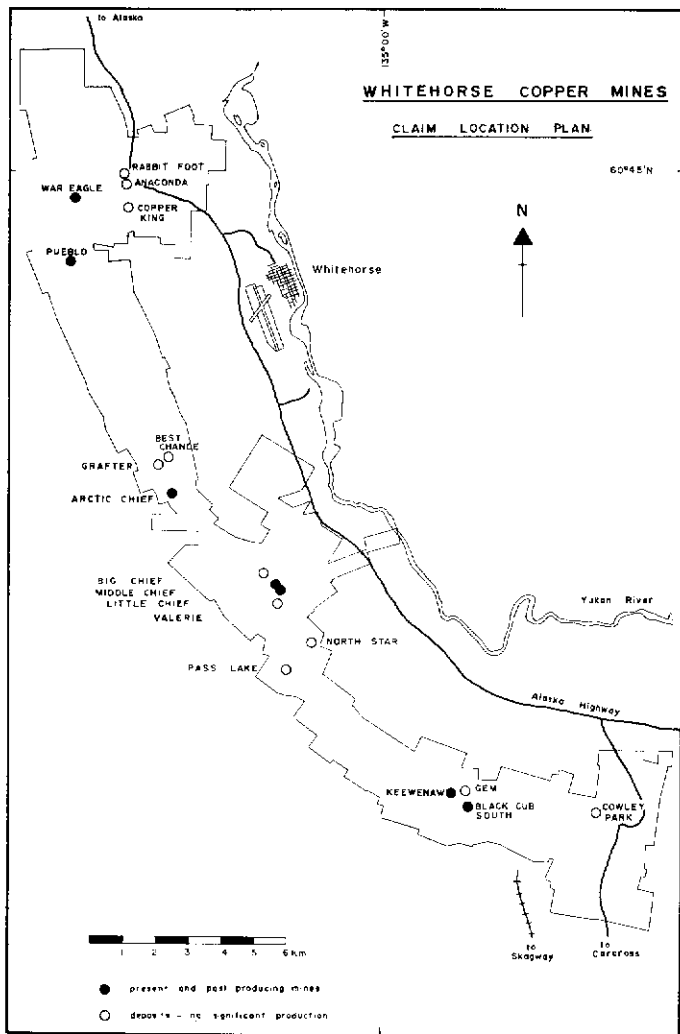 to Alaska
135°00'W
WHITEHORSE COPPER MINES
CLAIM LOCATION PLAN
60°45'N
RABBIT FOOT
ANACONDA
WAR EAGLE
COPPER
KING
N
PUEBLO
Whitehorse
BEST
CHANCE
GRAFTER
ARCTIC CHIEF
BIG CHIEF
MIDDLE CHIEF
LITTLE CHIEF
VALERIE
Yukon River
NORTH STAR
PASS LAKE
Alaska Highway
KEEWENAW
GEM
BLACK CUB
SOUTH
COWLEY
PARK
to
Skagway
to
Carcross
1 2 3 4 5 6 Km
present and past producing mines
deposits - no significant production